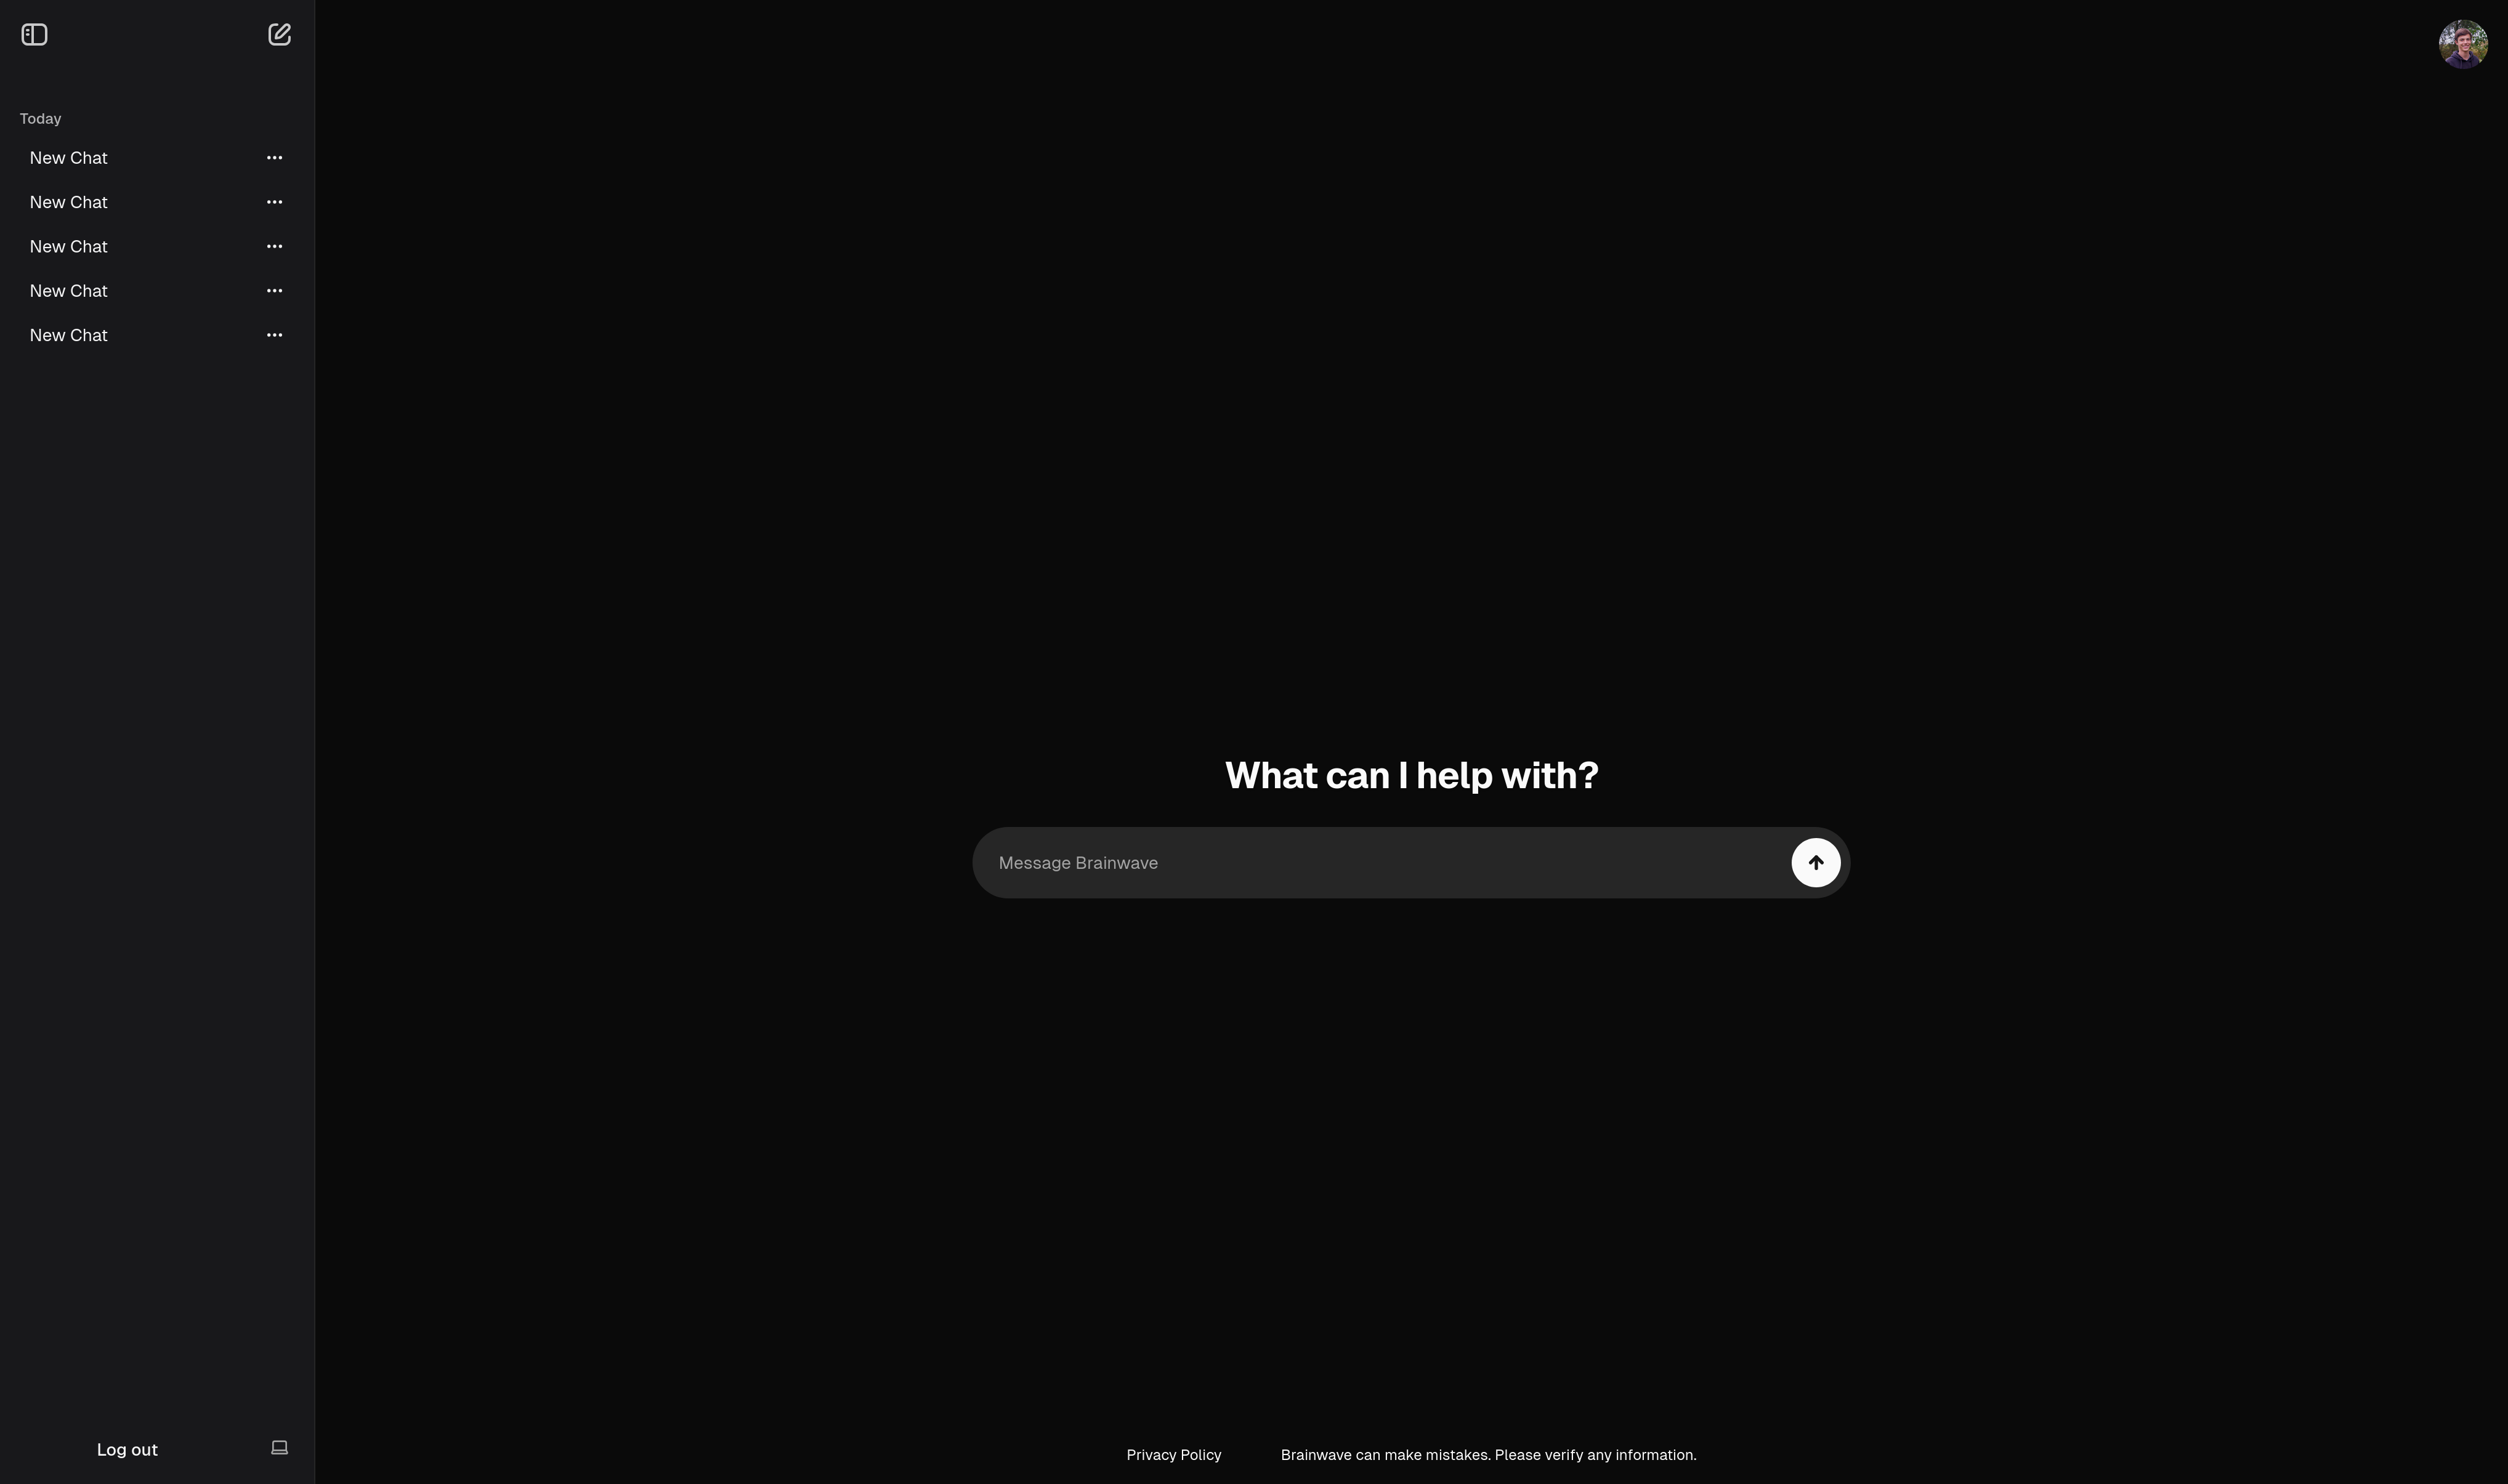 Today
New Chat
New Chat
New Chat
New Chat
New Chat
What can I help with?
Message Brainwave
Log out
Privacy Policy
Brainwave can make mistakes. Please verify any information.